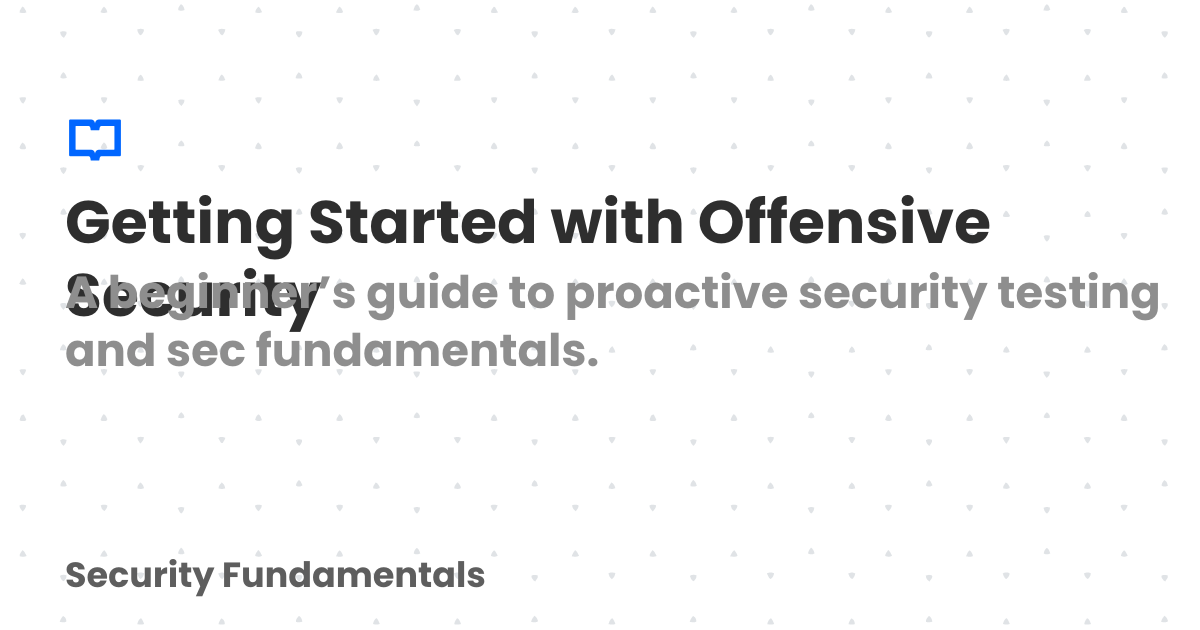 Getting Started with Offensive
Security
A beginner’s guide to proactive security testing
and sec fundamentals.
Security Fundamentals